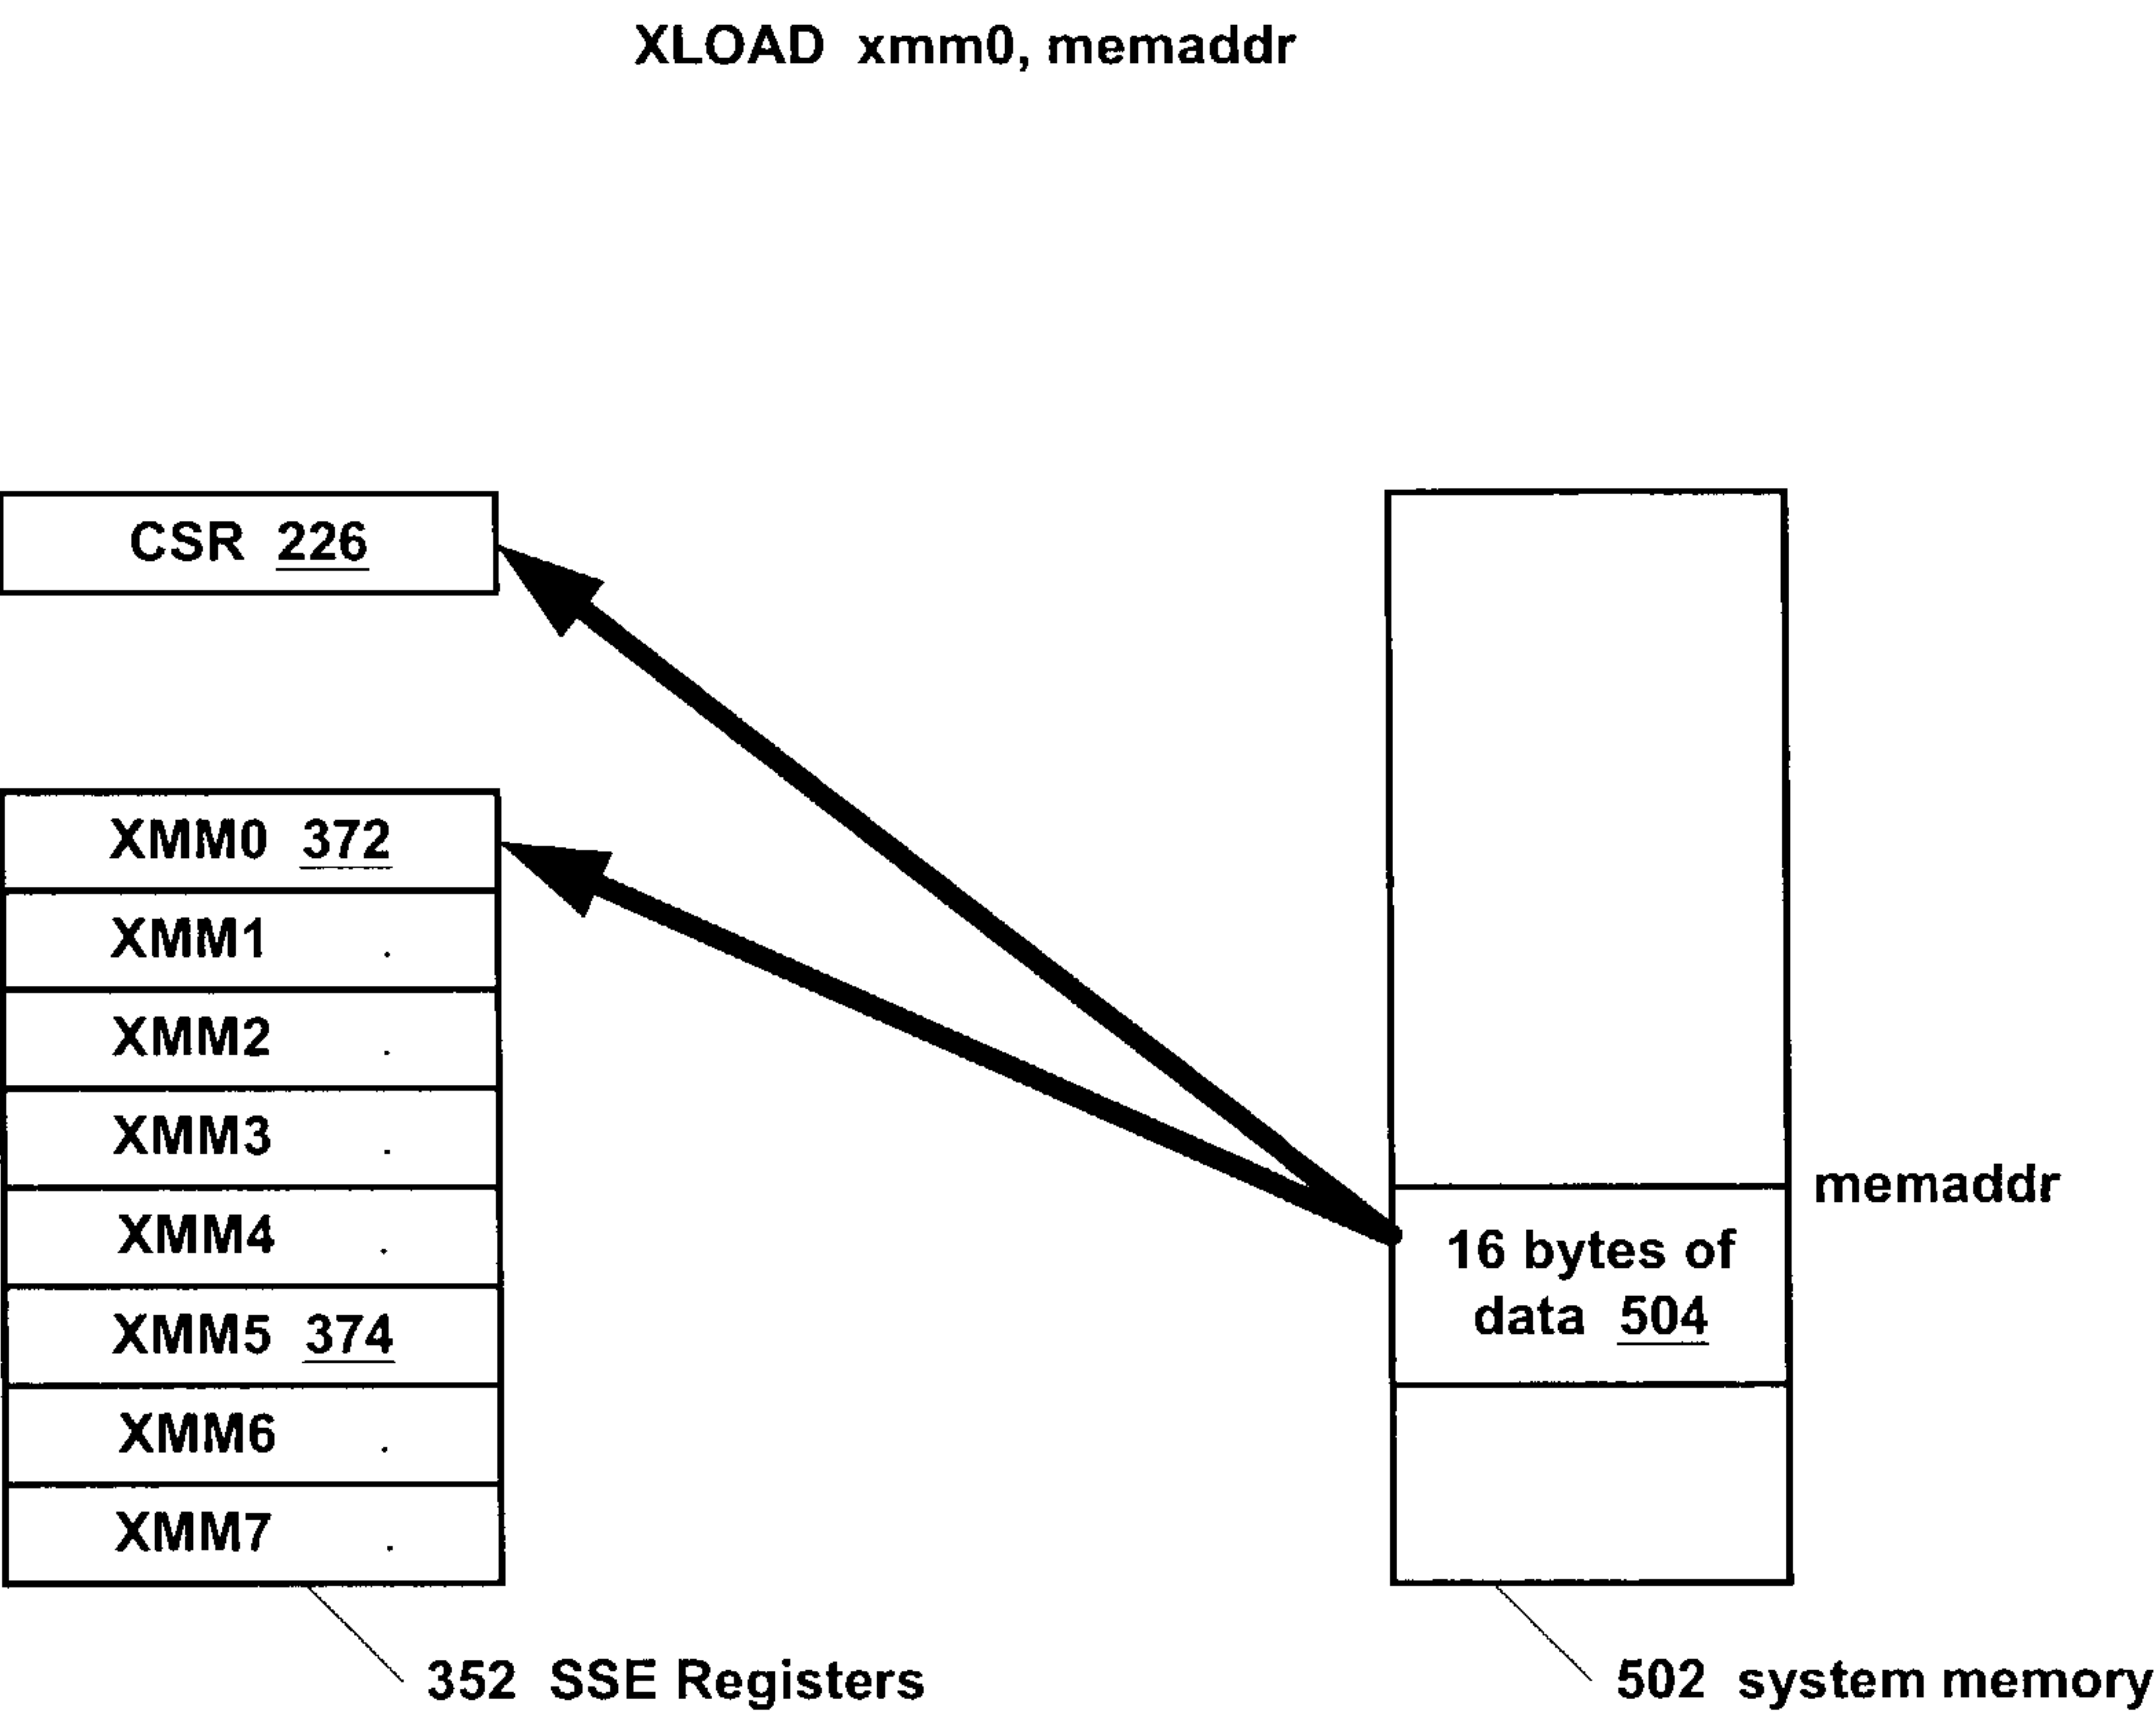 XLOAD xmm0, memaddr
CSR 226
XMM0 372
XMM1 .
XMM2 .
XMM3 .
XMM4 .
XMM5 374
XMM6 .
XMM7 .
memaddr
16 bytes of
data 504
352 SSE Registers
502 system memory